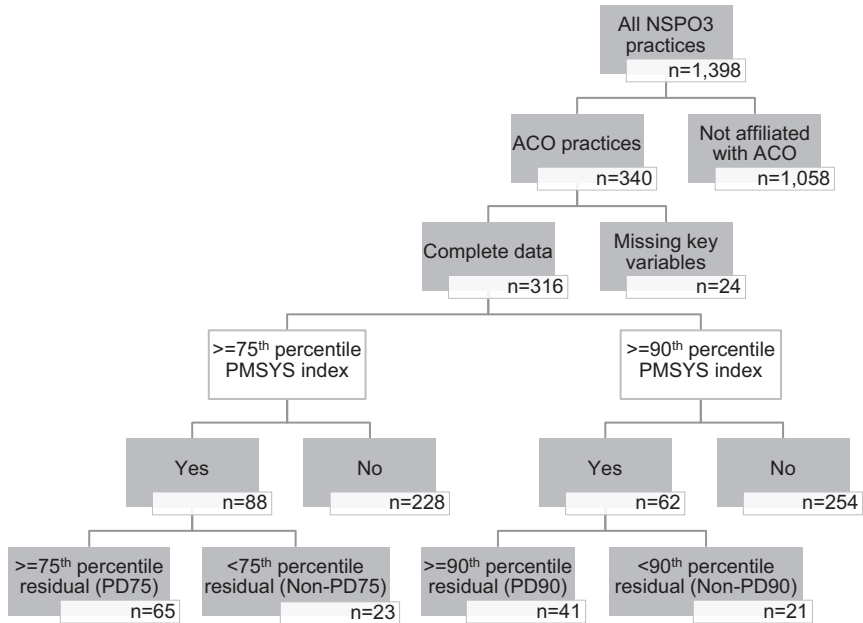 All NSPO3
practices
n=1,398
ACO practices
n=340
Not affiliated
with ACO
n=1,058
Complete data
n=316
Missing key
variables
n=24
>=75th percentile
PMSYS index
>=90th percentile
PMSYS index
Yes
n=88
No
n=228
Yes
n=62
No
n=254
>=75th percentile
residual (PD75)
n=65
<75th percentile
residual (Non-PD75)
n=23
>=90th percentile
residual (PD90)
n=41
<90th percentile
residual (Non-PD90)
n=21